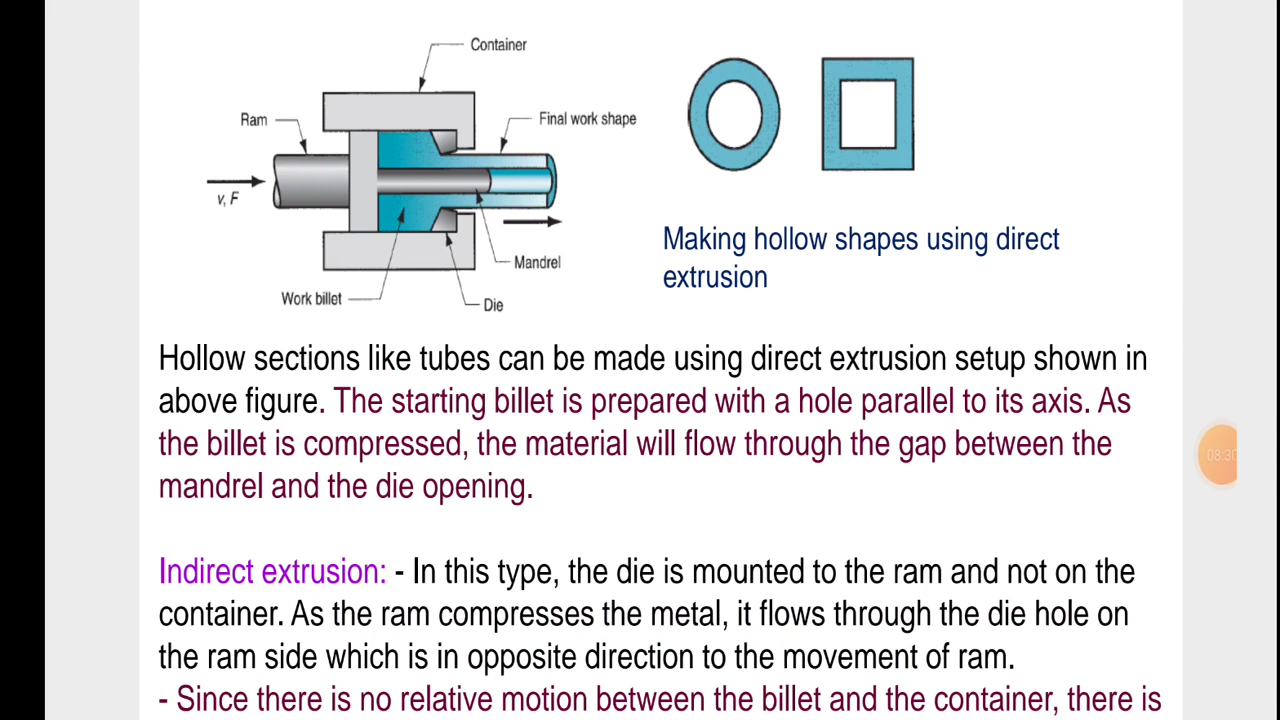 Container
Ram
Final work shape
v, F
Making hollow shapes using direct
extrusion
Mandrel
Work billet
Die
Hollow sections like tubes can be made using direct extrusion setup shown in
above figure. The starting billet is prepared with a hole parallel to its axis. As
the billet is compressed, the material will flow through the gap between the
mandrel and the die opening.
08:30
Indirect extrusion: - In this type, the die is mounted to the ram and not on the
container. As the ram compresses the metal, it flows through the die hole on
the ram side which is in opposite direction to the movement of ram.
- Since there is no relative motion between the billet and the container, there is